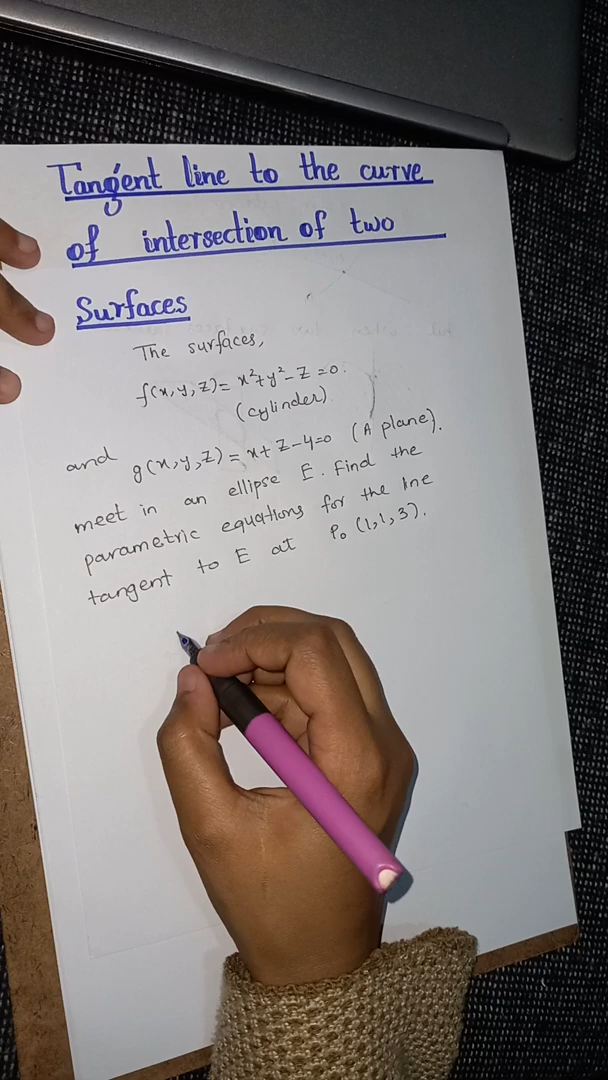 Tangent line to the curve
of intersection of two
Surfaces
The surfaces,
f(x,y,z)= x²+y²-z=0.
(cylinder)
and g(x,y,z)=x+z-4=0 (A plane).
meet in an ellipse E. Find the
parametric equations for the line
tangent to E at P₀ (1,1,3).